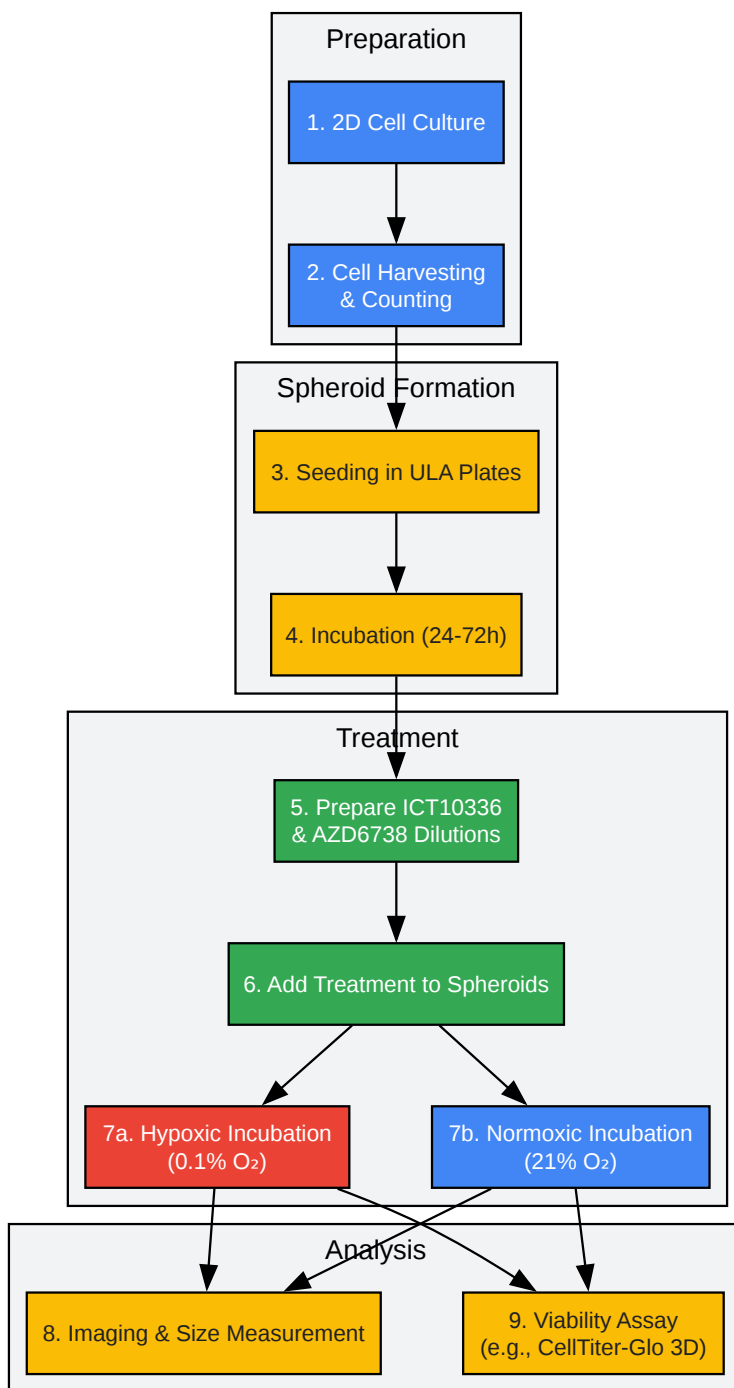 Preparation
1. 2D Cell Culture
2. Cell Harvesting
& Counting
Spheroid Formation
3. Seeding in ULA Plates
4. Incubation (24-72h)
Treatment
5. Prepare ICT10336
& AZD6738 Dilutions
6. Add Treatment to Spheroids
7a. Hypoxic Incubation
(0.1% O₂)
7b. Normoxic Incubation
(21% O₂)
Analysis
8. Imaging & Size Measurement
9. Viability Assay
(e.g., CellTiter-Glo 3D)